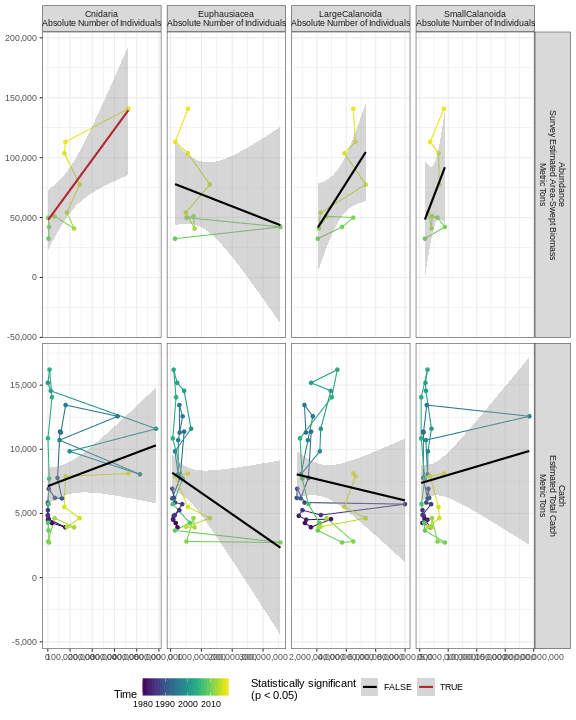 Cnidaria
Absolute Number of Individuals
Euphausiacea
Absolute Number of Individuals
LargeCalanoida
Absolute Number of Individuals
SmallCalanoida
Absolute Number of Individuals
200,000
150,000
100,000
50,000
0
-50,000
Abundance
Survey Estimated Area-Swept Biomass
Metric Tons
15,000
10,000
5,000
0
-5,000
Catch
Estimated Total Catch
Metric Tons
Time
1980 1990 2000 2010
Statistically significant
(p < 0.05)
FALSE
TRUE